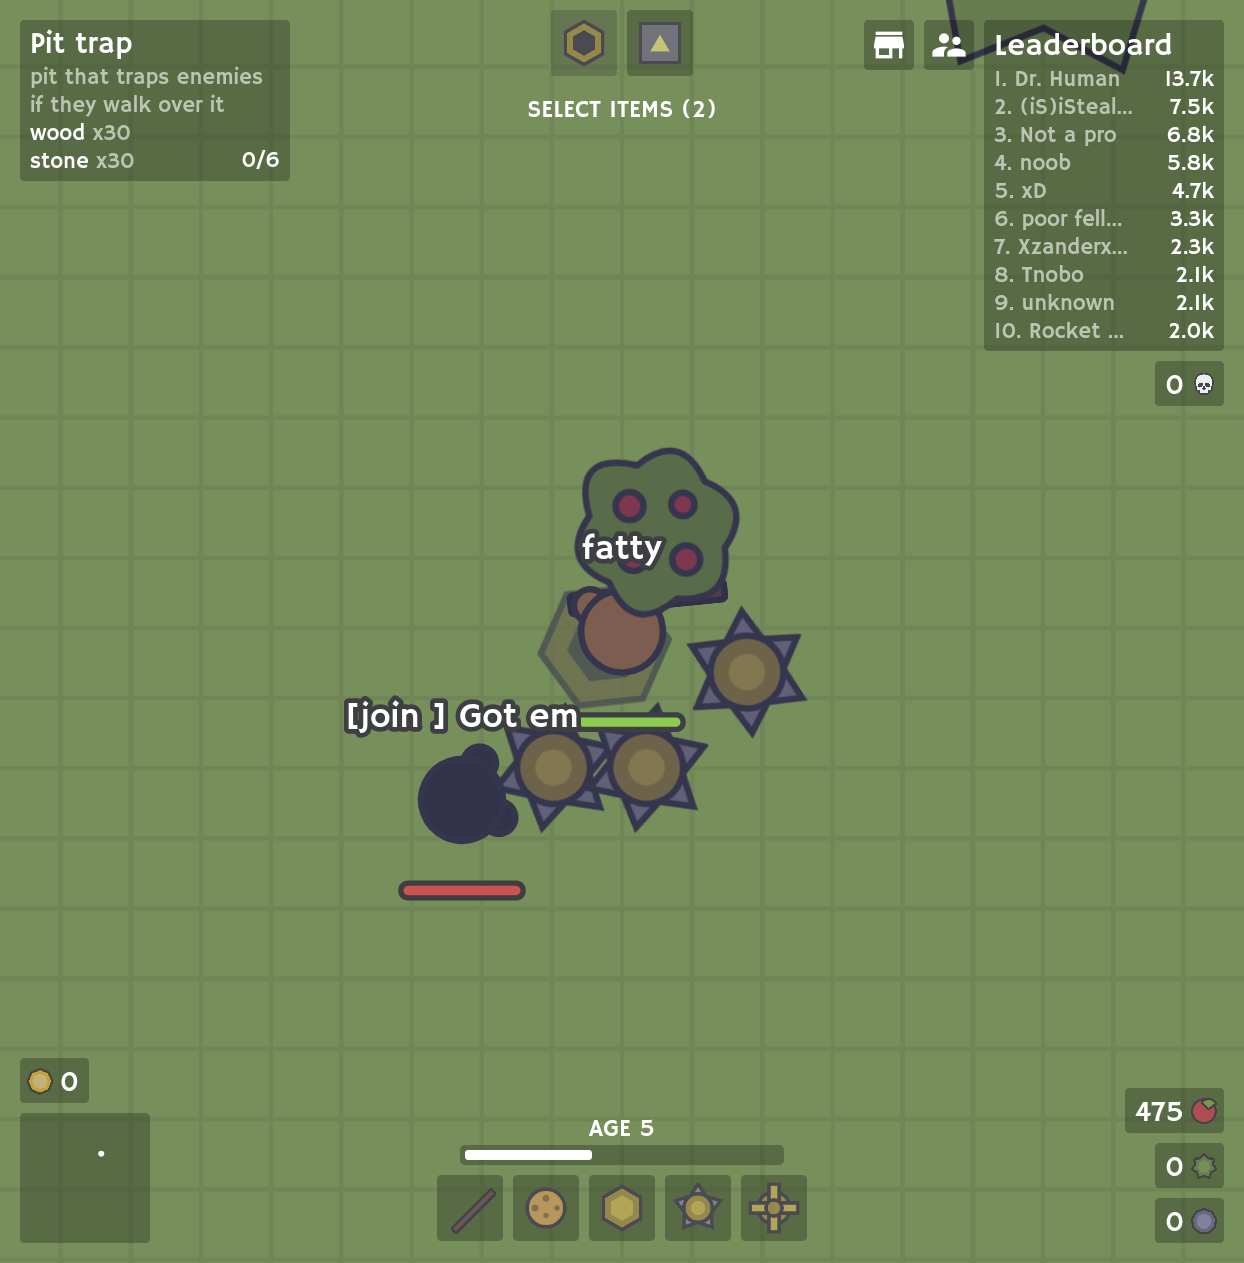 Pit trap
pit that traps enemies
if they walk over it
wood x30
stone x30 0/6
SELECT ITEMS (2)
Leaderboard
1. Dr. Human 13.7k
2. (iS)iSteal... 7.5k
3. Not a pro 6.8k
4. noob 5.8k
5. xD 4.7k
6. poor fell... 3.3k
7. Xzanderx... 2.3k
8. Tnobo 2.1k
9. unknown 2.1k
10. Rocket ... 2.0k
0
fatty
[join ] Got em
0
AGE 5
475
0
0